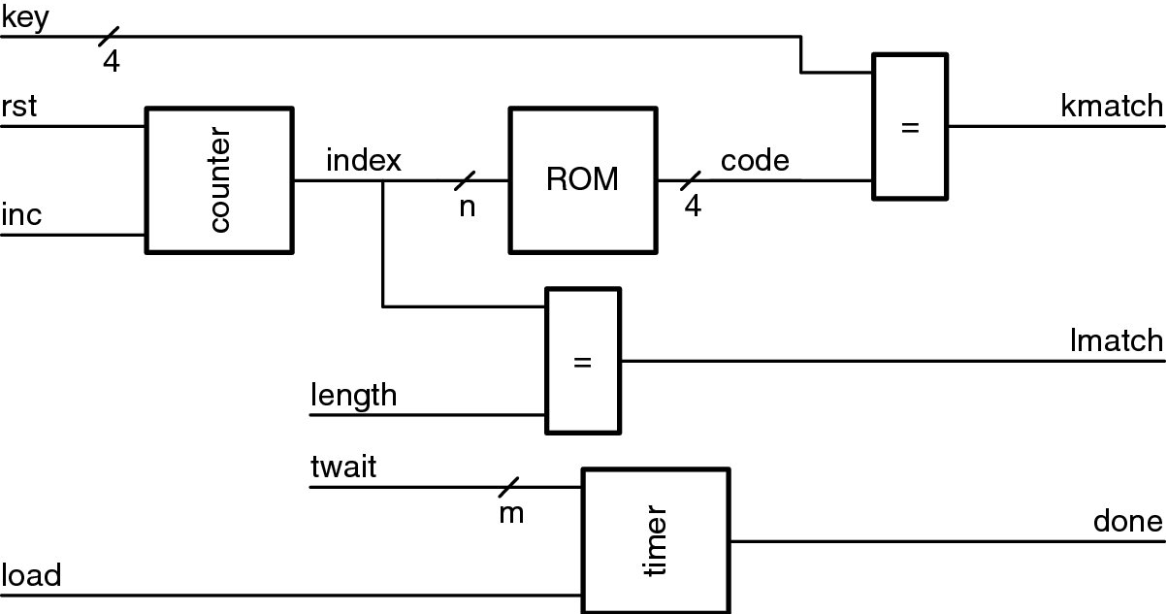 key
4
rst
counter
inc
index
n
ROM
4
code
=
kmatch
length
=
lmatch
twait
m
load
timer
done